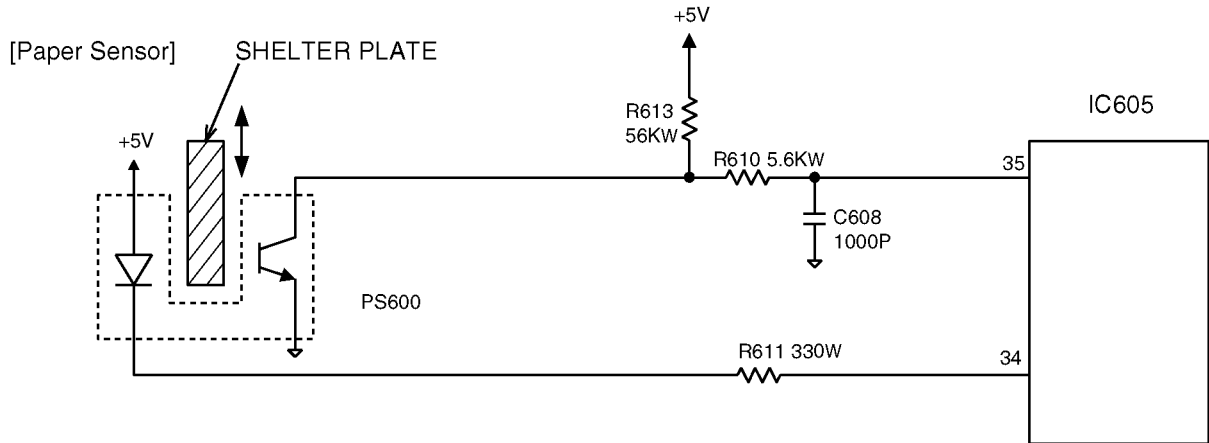 [Paper Sensor]
SHELTER PLATE
+5V
+5V
R613
56KW
R610 5.6KW
IC605
35
C608
1000P
PS600
R611 330W
34